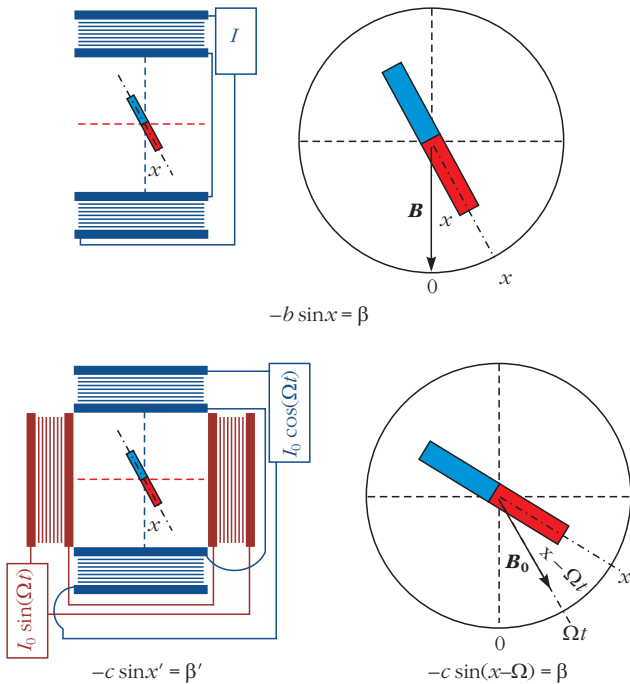 I
x
B
x
x
0
–b sinx = β
I₀ cos(Ωt)
x
I₀ sin(Ωt)
–c sinx′ = β′
B₀
x – Ωt
x
Ωt
0
–c sin(x–Ω) = β